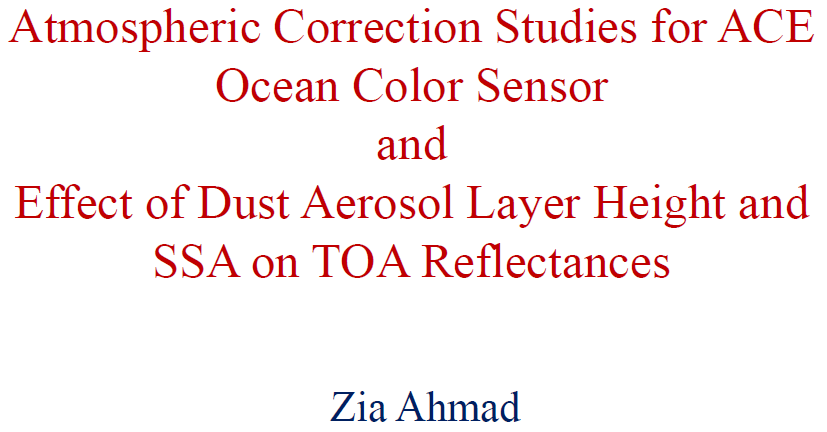 Atmospheric Correction Studies for ACE
Ocean Color Sensor
and
Effect of Dust Aerosol Layer Height and
SSA on TOA Reflectances
Zia Ahmad